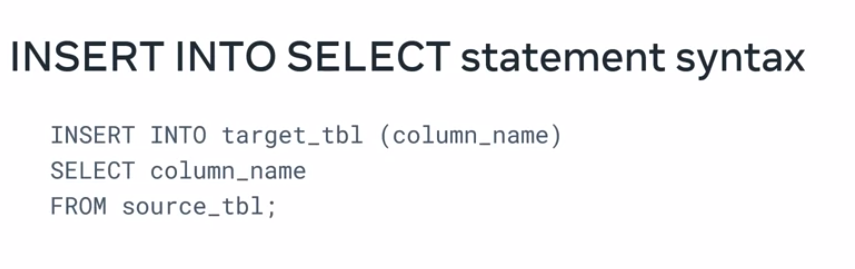 INSERT INTO SELECT statement syntax
INSERT INTO target_tbl (column_name)
SELECT column_name
FROM source_tbl;